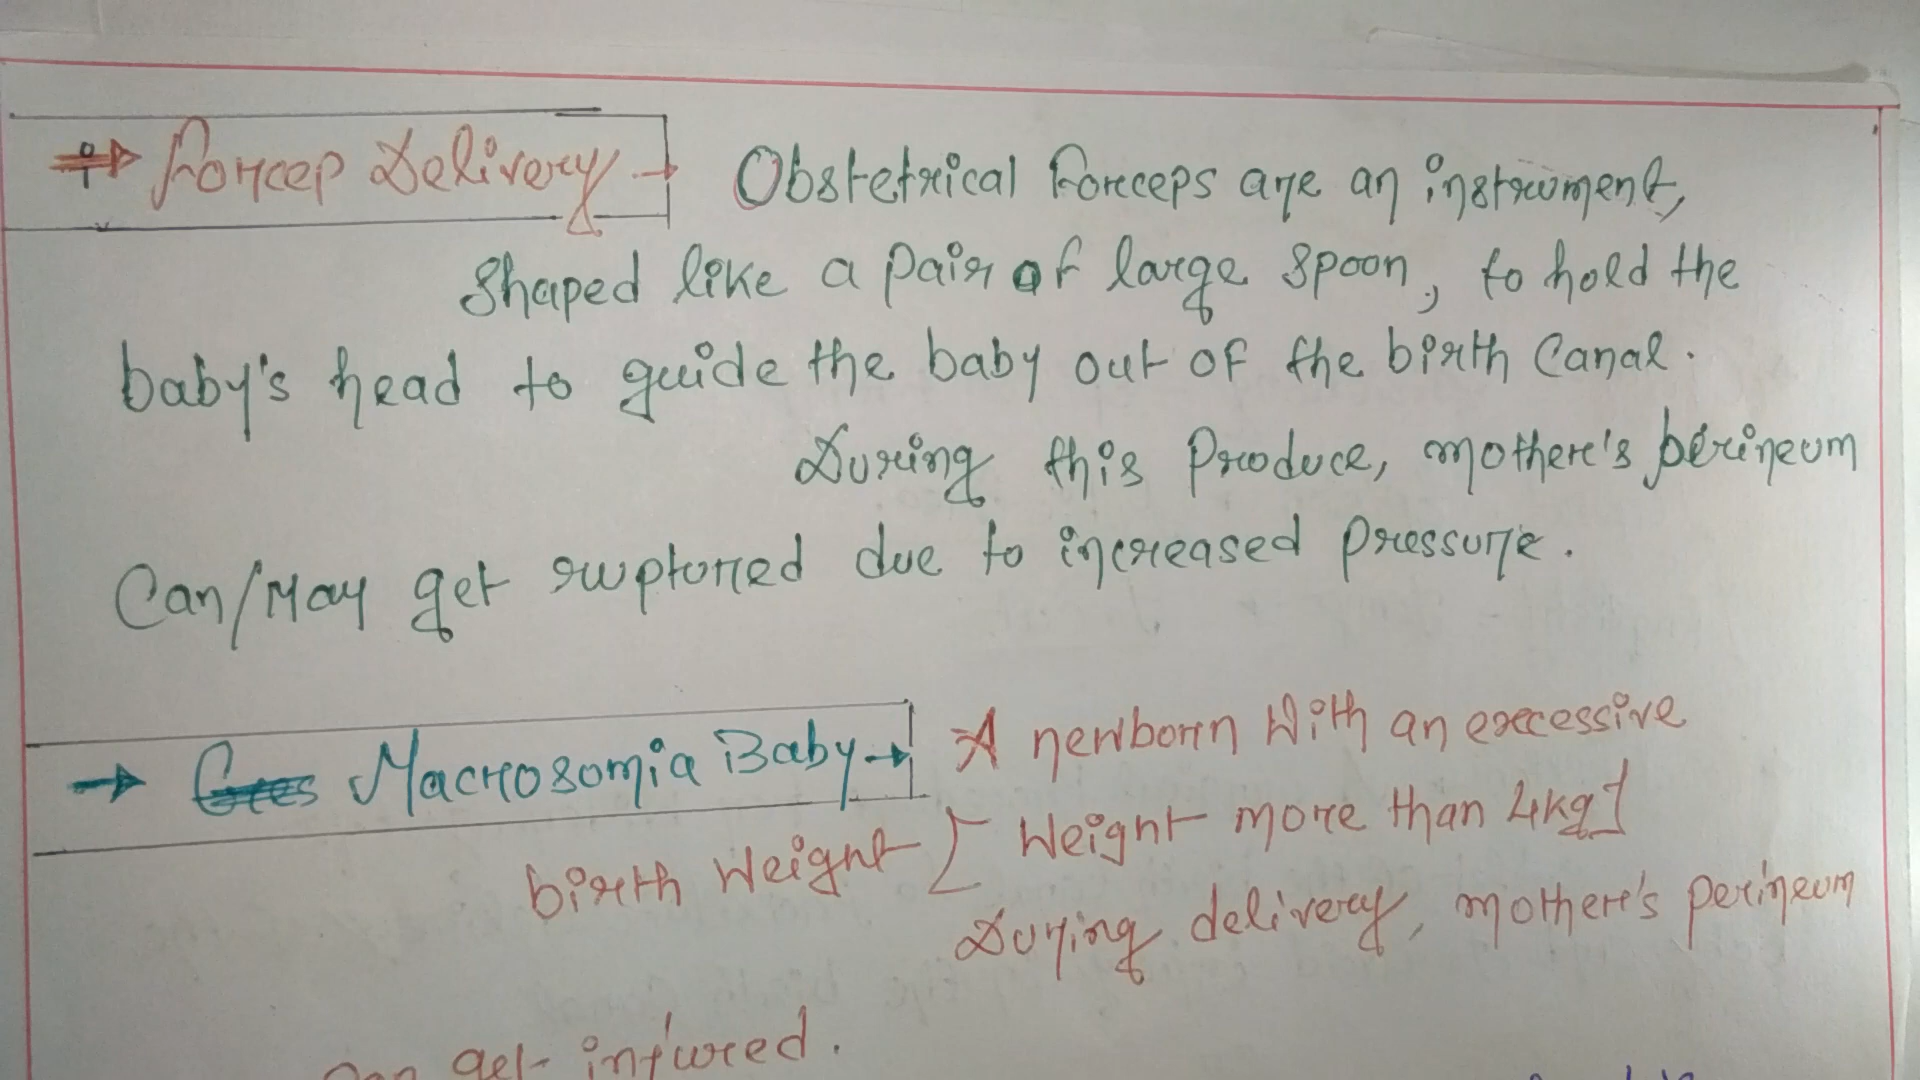 ⇒ Forcep Delivery → Obstetrical Forceps are an instrument,
Shaped like a pair of large spoon, to hold the
baby's head to guide the baby out of the birth Canal.
During this Produce, mother's perineum
Can/May get ruptured due to increased pressure.
→ Macrosomia Baby → A newborn With an excessive
birth Weight [Weight more than 4kg]
During delivery, mother's perineum
Can get injured.